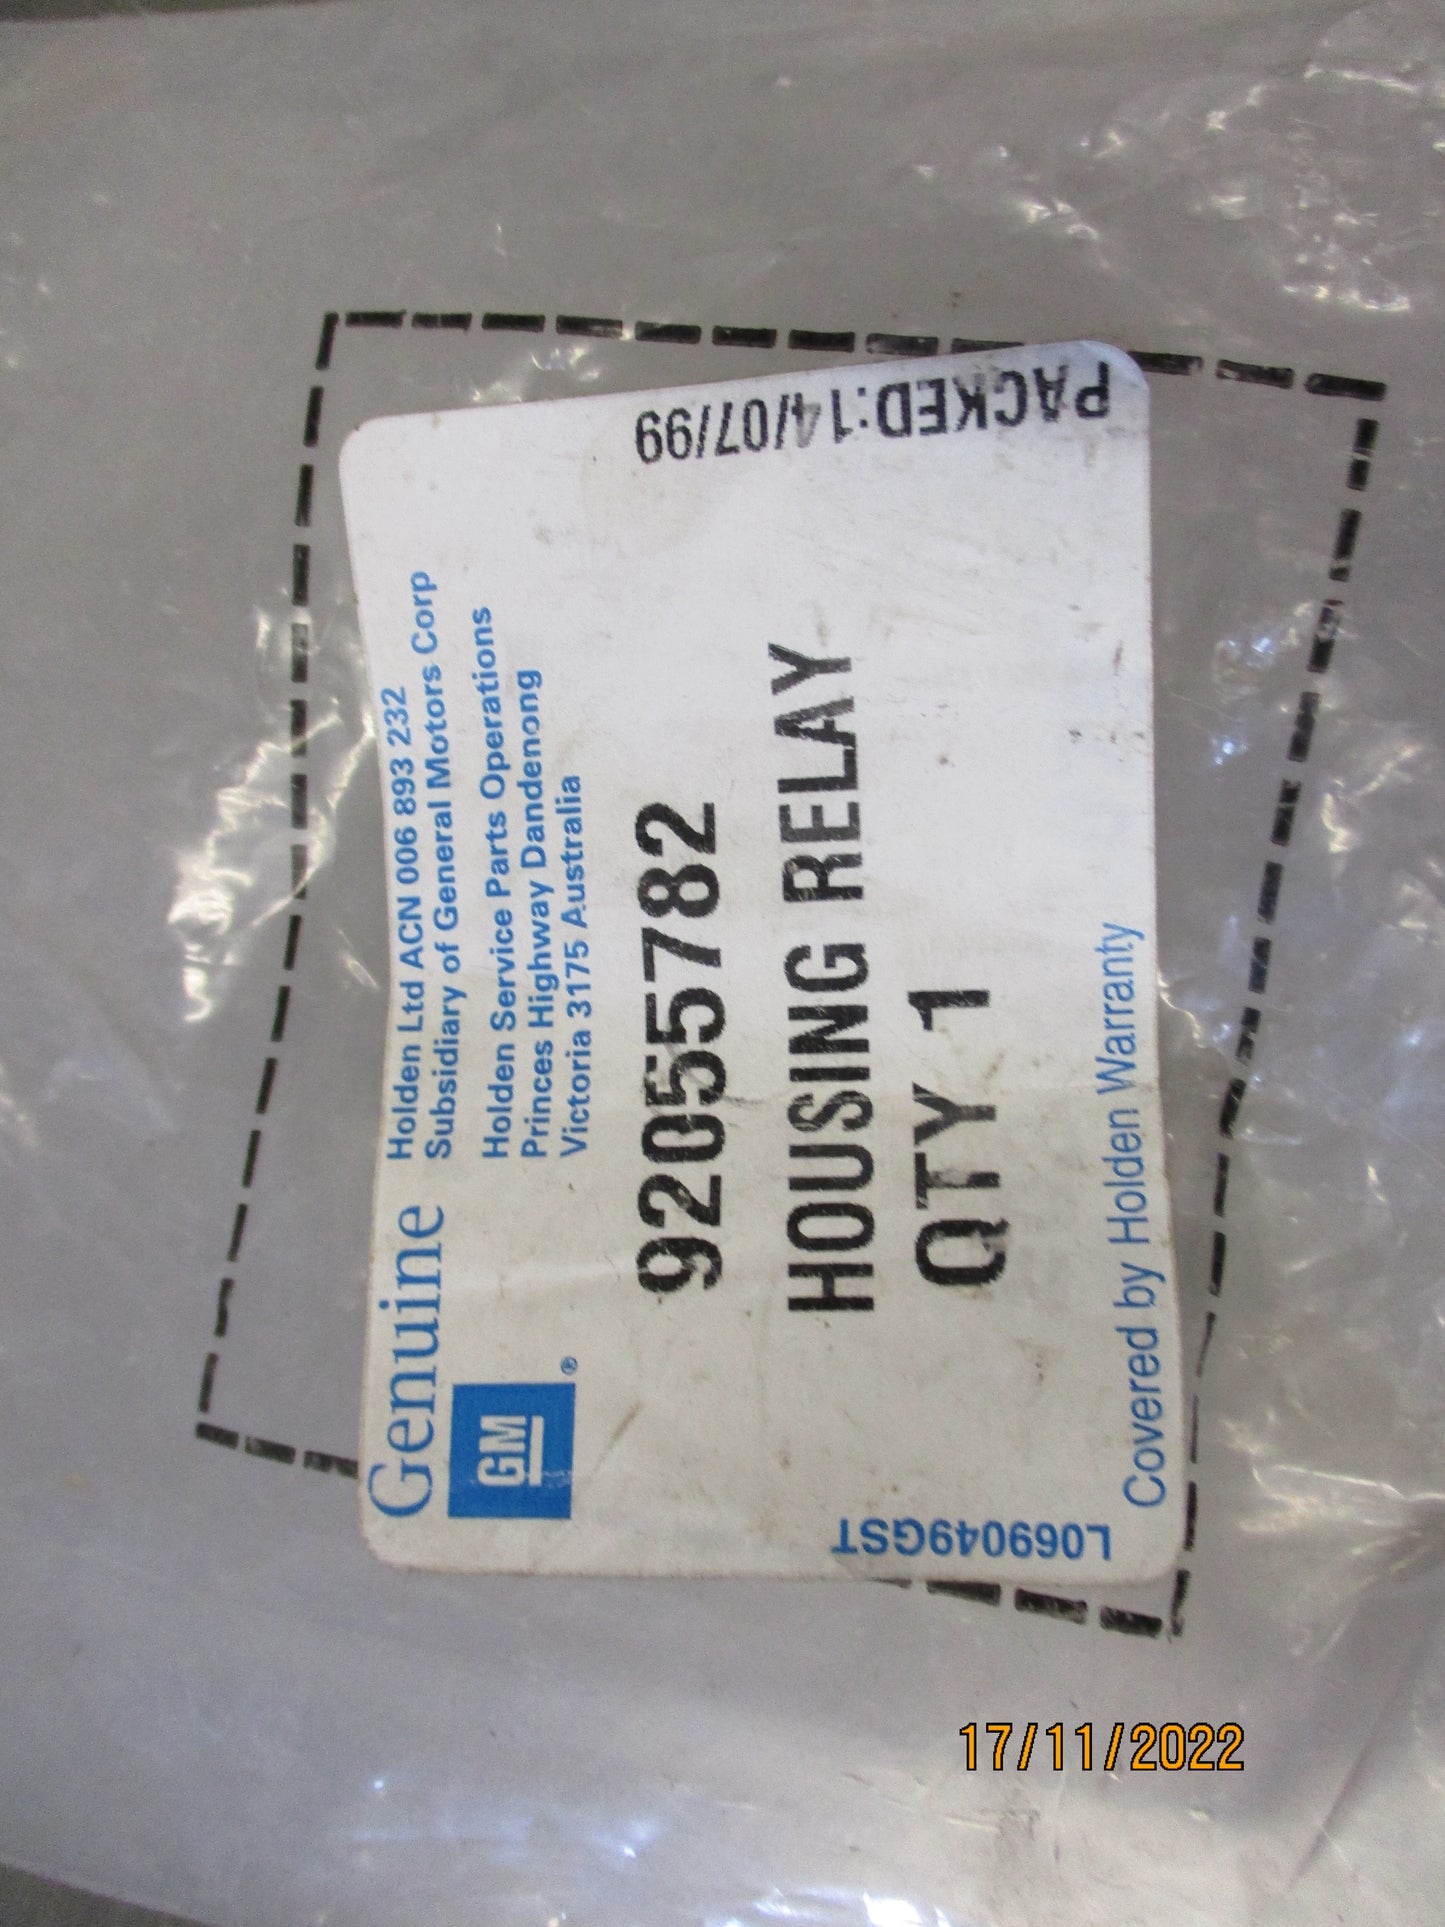 Genuine
GM®
Holden Ltd ACN 006 893 232
Subsidiary of General Motors Corp
Holden Service Parts Operations
Princes Highway Dandenong
Victoria 3175 Australia
92055782
HOUSING RELAY
QTY 1
Covered by Holden Warranty
L069049GST
PACKED:14/07/99
17/11/2022